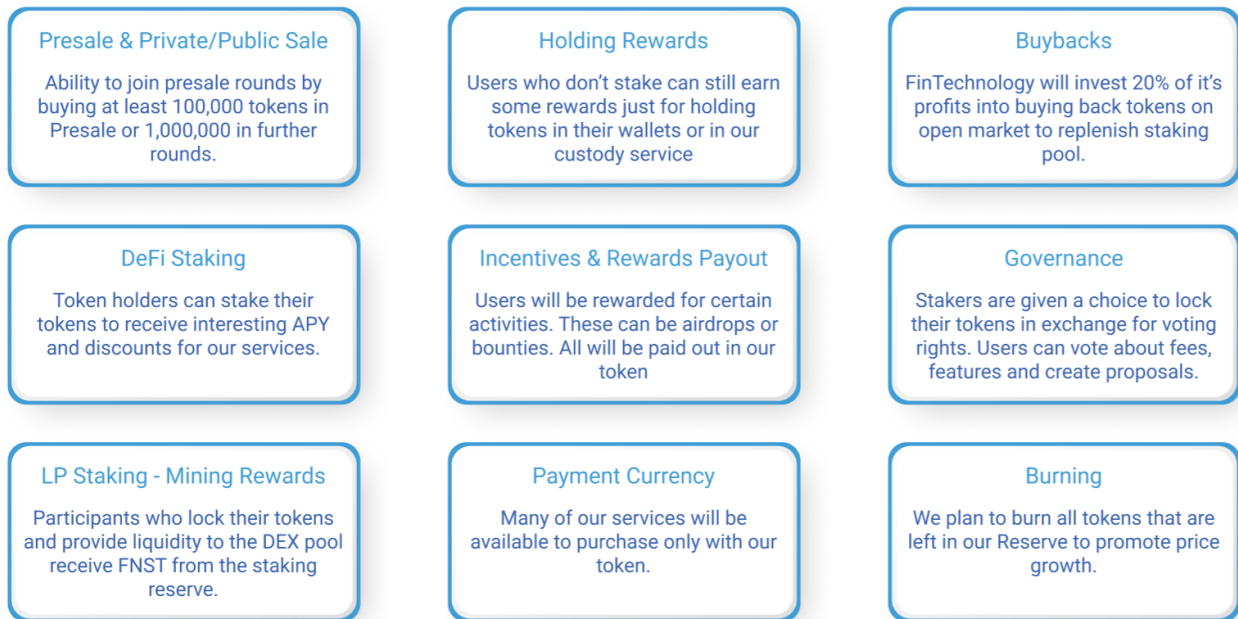 Presale & Private/Public Sale
Ability to join presale rounds by
buying at least 100,000 tokens in
Presale or 1,000,000 in further
rounds.
Holding Rewards
Users who don’t stake can still earn
some rewards just for holding
tokens in their wallets or in our
custody service
Buybacks
FinTechnology will invest 20% of it’s
profits into buying back tokens on
open market to replenish staking
pool.
DeFi Staking
Token holders can stake their
tokens to receive interesting APY
and discounts for our services.
Incentives & Rewards Payout
Users will be rewarded for certain
activities. These can be airdrops or
bounties. All will be paid out in our
token
Governance
Stakers are given a choice to lock
their tokens in exchange for voting
rights. Users can vote about fees,
features and create proposals.
LP Staking - Mining Rewards
Participants who lock their tokens
and provide liquidity to the DEX pool
receive FNST from the staking
reserve.
Payment Currency
Many of our services will be
available to purchase only with our
token.
Burning
We plan to burn all tokens that are
left in our Reserve to promote price
growth.